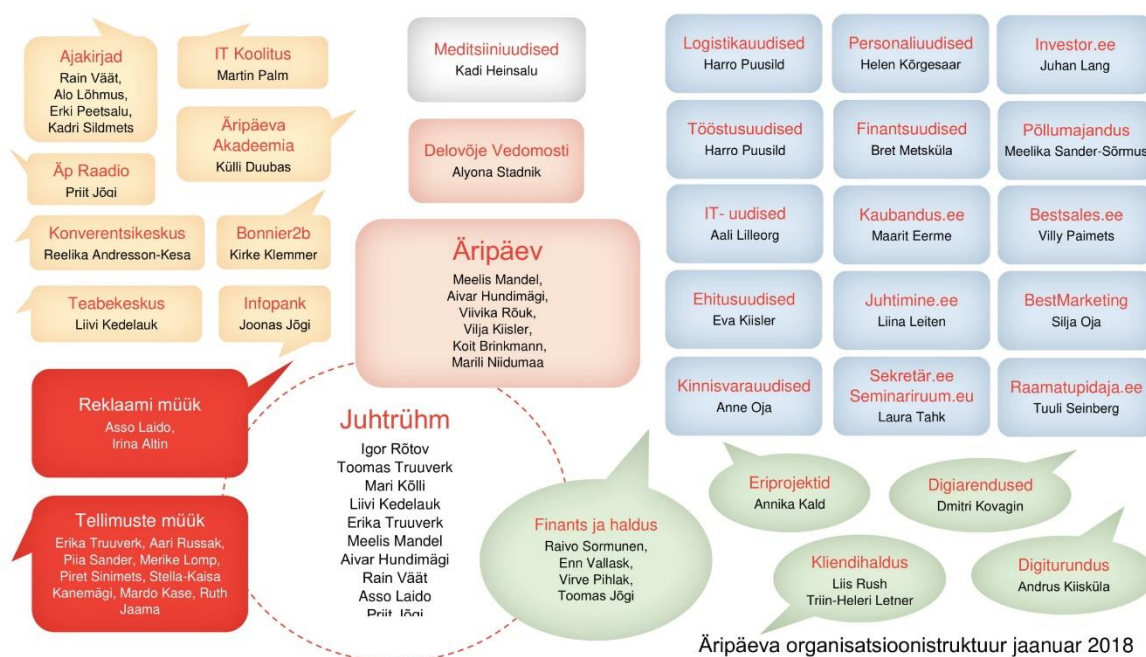 Ajakirjad
Rain Väät,
Alo Lõhmus,
Erki Peetsalu,
Kadri Sildmets
IT Koolitus
Martin Palm
Äripäeva
Akadeemia
Külli Duubas
Äp Raadio
Priit Jõgi
Konverentsikeskus
Reelika Andresson-Kesa
Bonnier2b
Kirke Klemmer
Teabekeskus
Liivi Kedelauk
Infopank
Joonas Jõgi
Reklaami müük
Asso Laido,
Irina Altin
Tellimuste müük
Erika Truuverk, Aari Russak,
Piia Sander, Merike Lomp,
Piret Sinimets, Stella-Kaisa
Kanemägi, Mardo Kase, Ruth
Jaama
Meditsiiniuudised
Kadi Heinsalu
Delovõje Vedomosti
Alyona Stadnik
Äripäev
Meelis Mandel,
Aivar Hundimägi,
Viivika Rõuk,
Vilja Kiisler,
Koit Brinkmann,
Marili Niidumaa
Juhtrühm
Igor Rõtov
Toomas Truuverk
Mari Kõlli
Liivi Kedelauk
Erika Truuverk
Meelis Mandel
Aivar Hundimägi
Rain Väät
Asso Laido
Priit Jõgi
Finants ja haldus
Raivo Sormunen,
Enn Vallask,
Virve Pihlak,
Toomas Jõgi
Logistikauudised
Harro Puusild
Personaliuudised
Helen Kõrgesaar
Investor.ee
Juhan Lang
Tööstusuudised
Harro Puusild
Finantsuudised
Bret Metsküla
Põllumajandus
Meelika Sander-Sõrmus
IT- uudised
Aali Lilleorg
Kaubandus.ee
Maarit Eerme
Bestsales.ee
Villy Paimets
Ehitusuudised
Eva Kiisler
Juhtimine.ee
Liina Leiten
BestMarketing
Silja Oja
Kinnisvarauudised
Anne Oja
Sekretär.ee
Seminariruum.eu
Laura Tahk
Raamatupidaja.ee
Tuuli Seinberg
Eriprojektid
Annika Kald
Digiarendused
Dmitri Kovagin
Kliendihaldus
Liis Rush
Triin-Heleri Letner
Digiturundus
Andrus Kiisküla
Äripäeva organisatsioonistruktuur jaanuar 2018